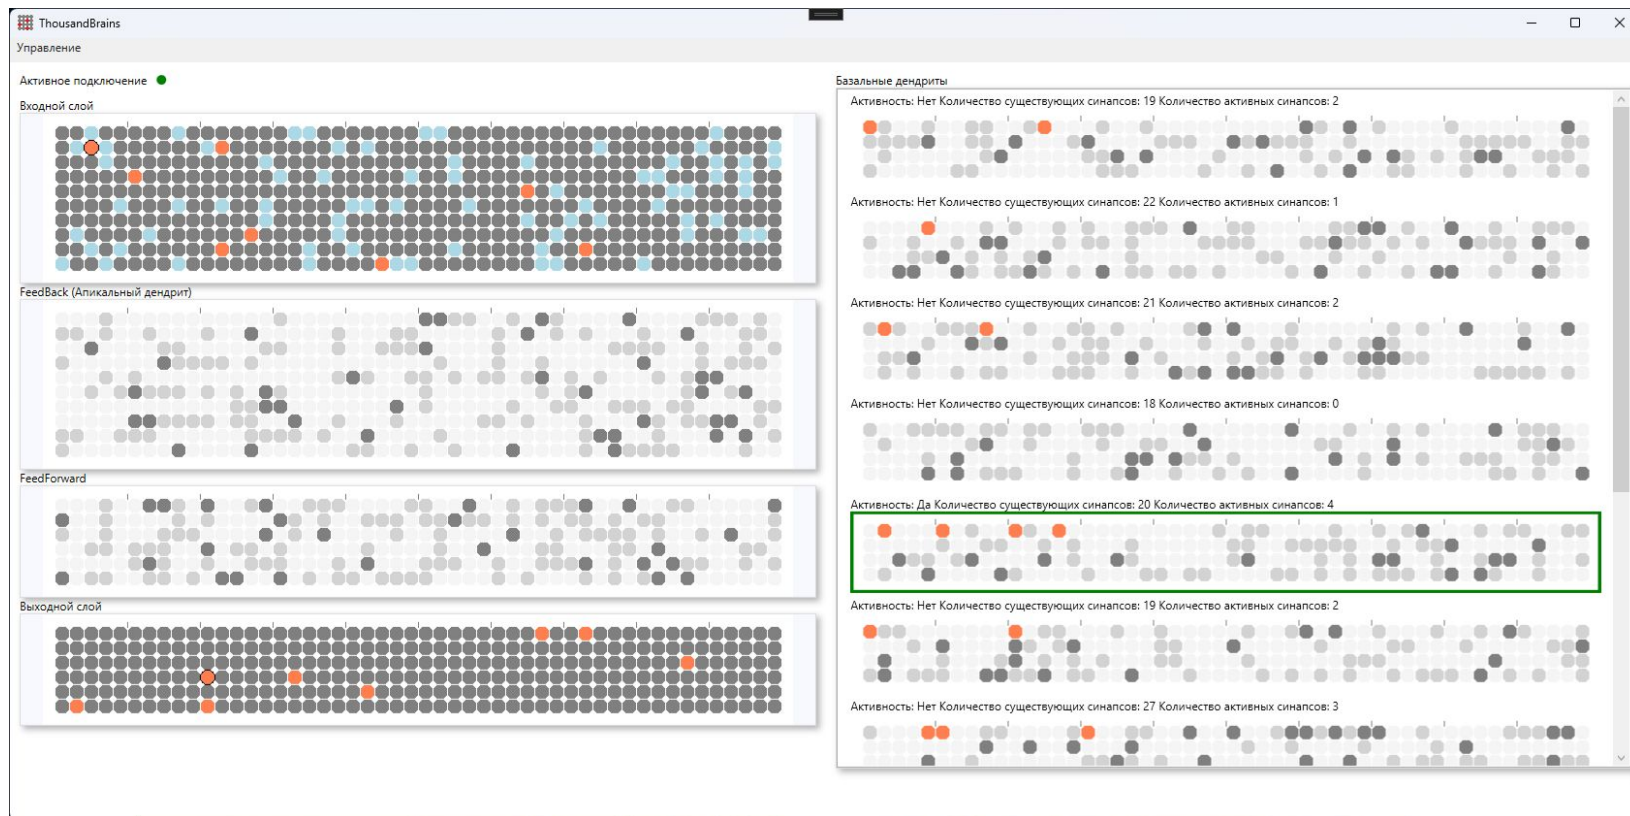 ThousandBrains
Управление
Активное подключение
Входной слой
FeedBack (Апикальный дендрит)
FeedForward
Выходной слой
Базальные дендриты
Активность: Нет Количество существующих синапсов: 19 Количество активных синапсов: 2
Активность: Нет Количество существующих синапсов: 22 Количество активных синапсов: 1
Активность: Нет Количество существующих синапсов: 21 Количество активных синапсов: 2
Активность: Нет Количество существующих синапсов: 18 Количество активных синапсов: 0
Активность: Да Количество существующих синапсов: 20 Количество активных синапсов: 4
Активность: Нет Количество существующих синапсов: 19 Количество активных синапсов: 2
Активность: Нет Количество существующих синапсов: 27 Количество активных синапсов: 3